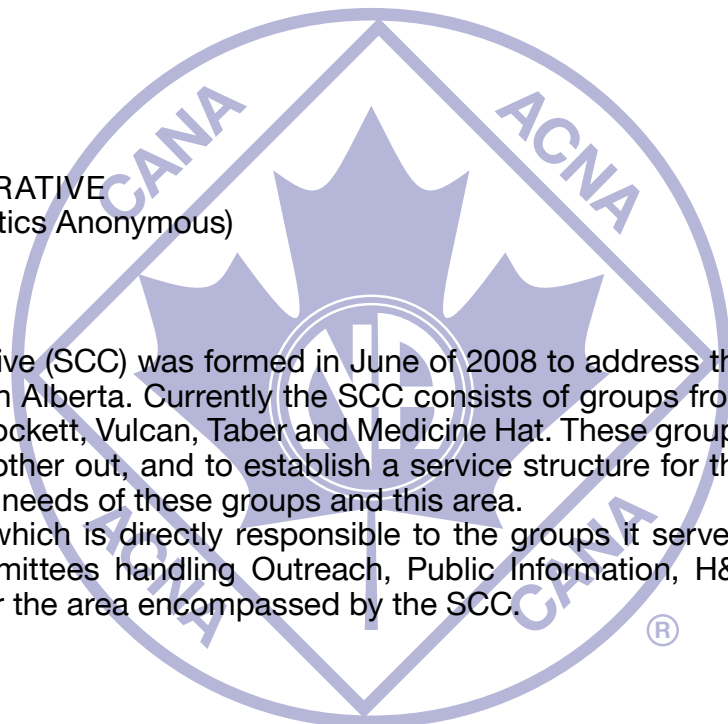 CANA
ACNA
RATIVE
tics Anonymous)
NA
ive (SCC) was formed in June of 2008 to address th
n Alberta. Currently the SCC consists of groups fro
ockett, Vulcan, Taber and Medicine Hat. These group
other out, and to establish a service structure for th
needs of these groups and this area.
which is directly responsible to the groups it serve
mmittees handling Outreach, Public Information, H&
r the area encompassed by the SCC.
ACNA
CANA
®